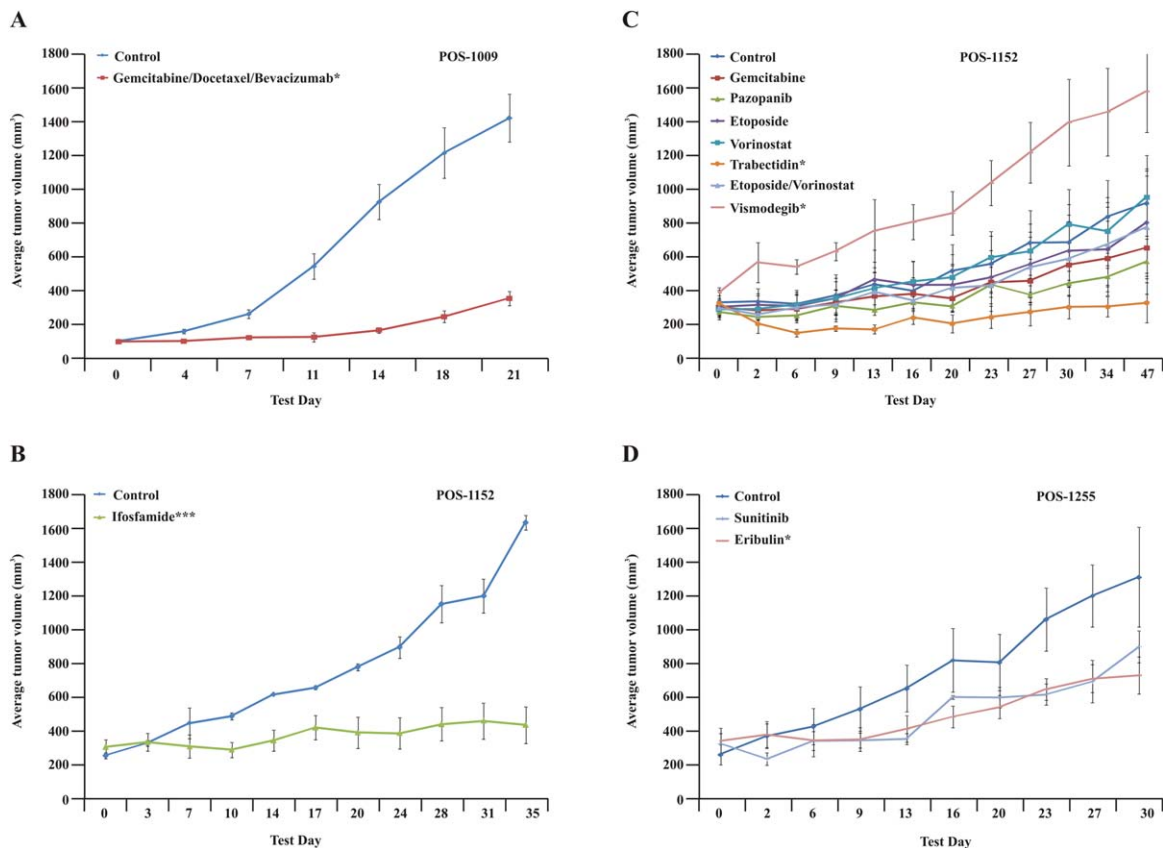 A
POS-1009
Control
Gemcitabine/Docetaxel/Bevacizumab*
Average tumor volume (mm³)
1800
1600
1400
1200
1000
800
600
400
200
0
0 4 7 11 14 18 21
Test Day
B
POS-1152
Control
Ifosfamide***
Average tumor volume (mm³)
1800
1600
1400
1200
1000
800
600
400
200
0
0 3 7 10 14 17 20 24 28 31 35
Test Day
C
POS-1152
Control
Gemcitabine
Pazopanib
Etoposide
Vorinostat
Trabectidin*
Etoposide/Vorinostat
Vismodegib*
Average tumor volume (mm³)
1800
1600
1400
1200
1000
800
600
400
200
0
0 2 6 9 13 16 20 23 27 30 34 47
Test Day
D
POS-1255
Control
Sunitinib
Eribulin*
Average tumor volume (mm³)
1800
1600
1400
1200
1000
800
600
400
200
0
0 2 6 9 13 16 20 23 27 30
Test Day